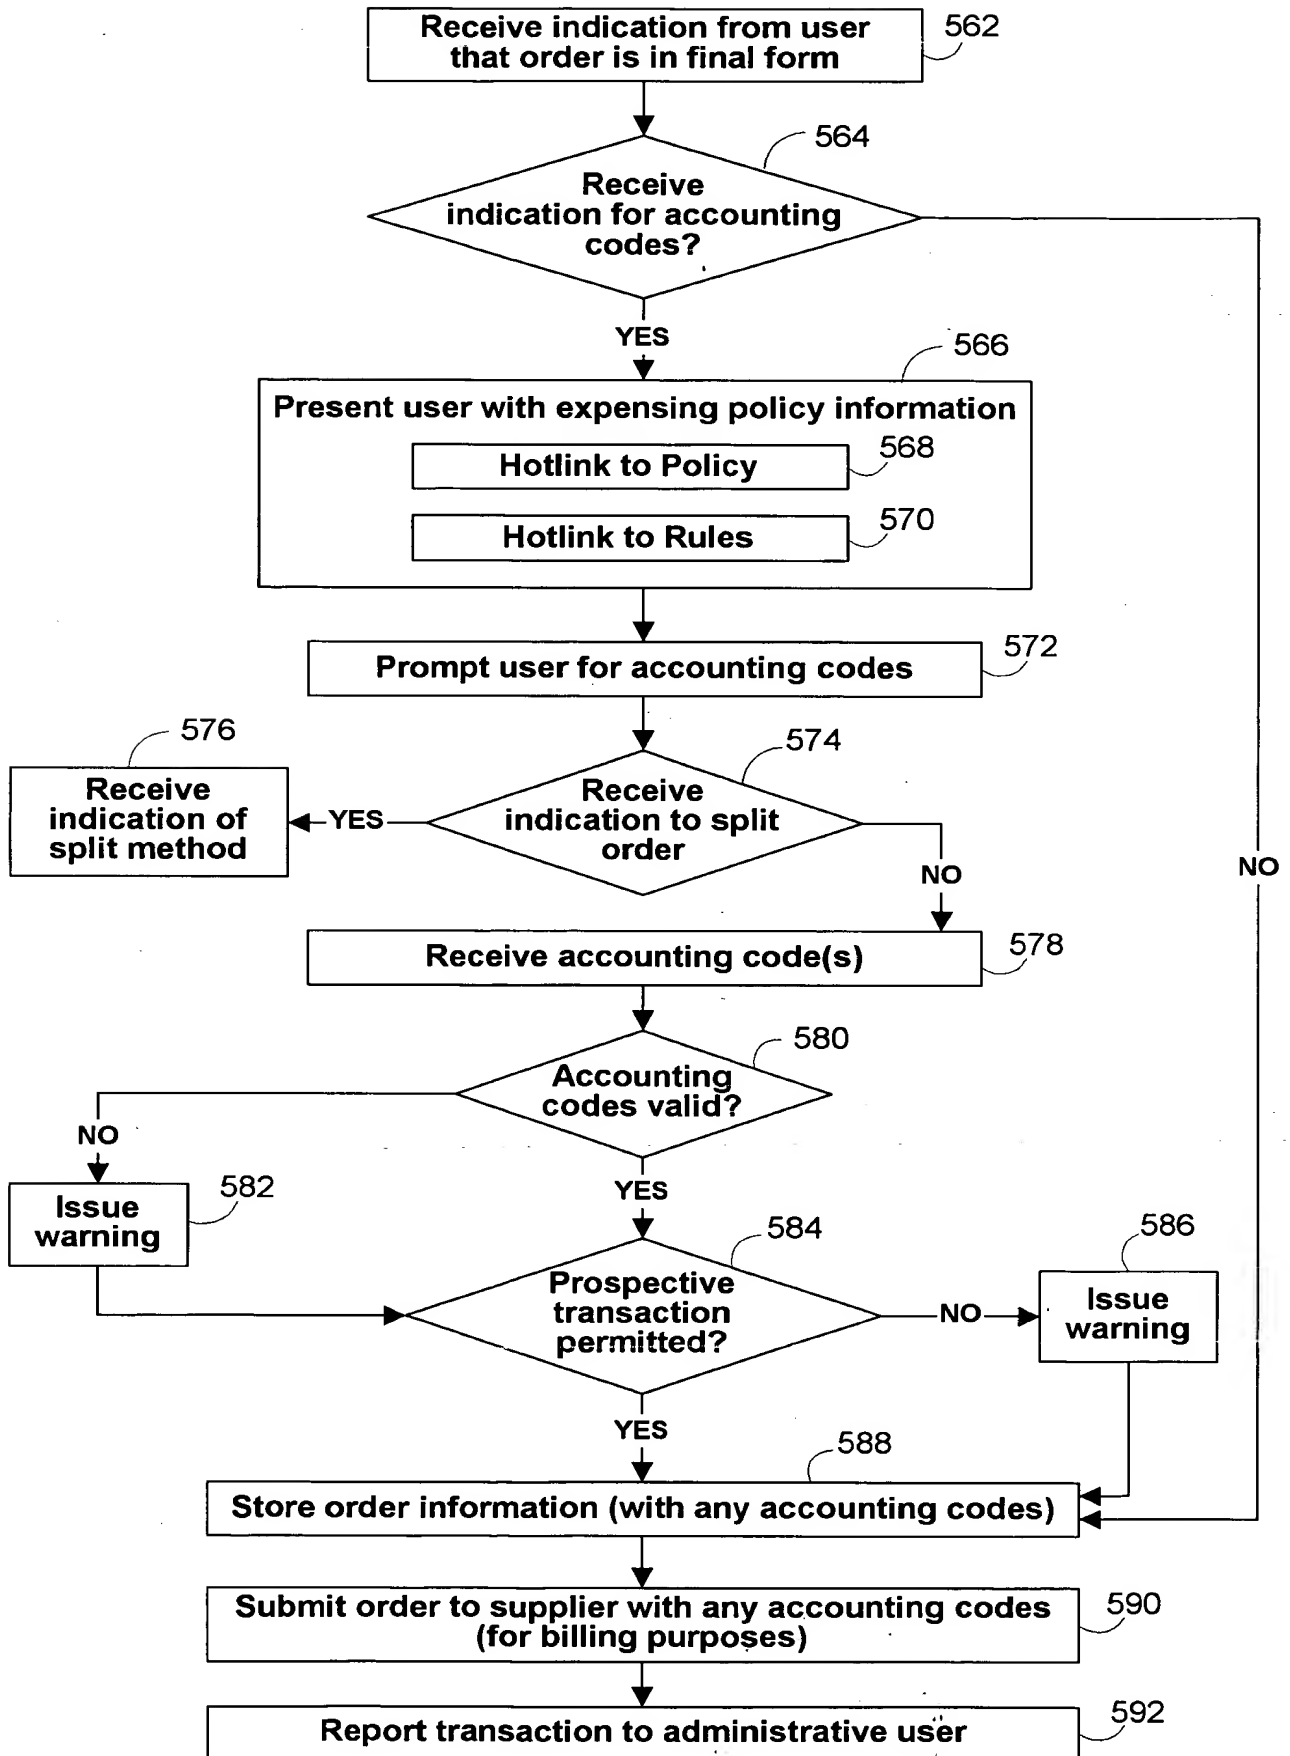 Receive indication from user
that order is in final form
562
564
Receive
indication for accounting
codes?
YES
566
Present user with expensing policy information
Hotlink to Policy
568
Hotlink to Rules
570
Prompt user for accounting codes
572
576
574
Receive
indication of
split method
YES
Receive
indication to split
order
NO
NO
Receive accounting code(s)
578
580
Accounting
codes valid?
NO
YES
582
Issue
warning
584
586
Prospective
transaction
permitted?
NO
Issue
warning
YES
588
Store order information (with any accounting codes)
Submit order to supplier with any accounting codes
(for billing purposes)
590
Report transaction to administrative user
592